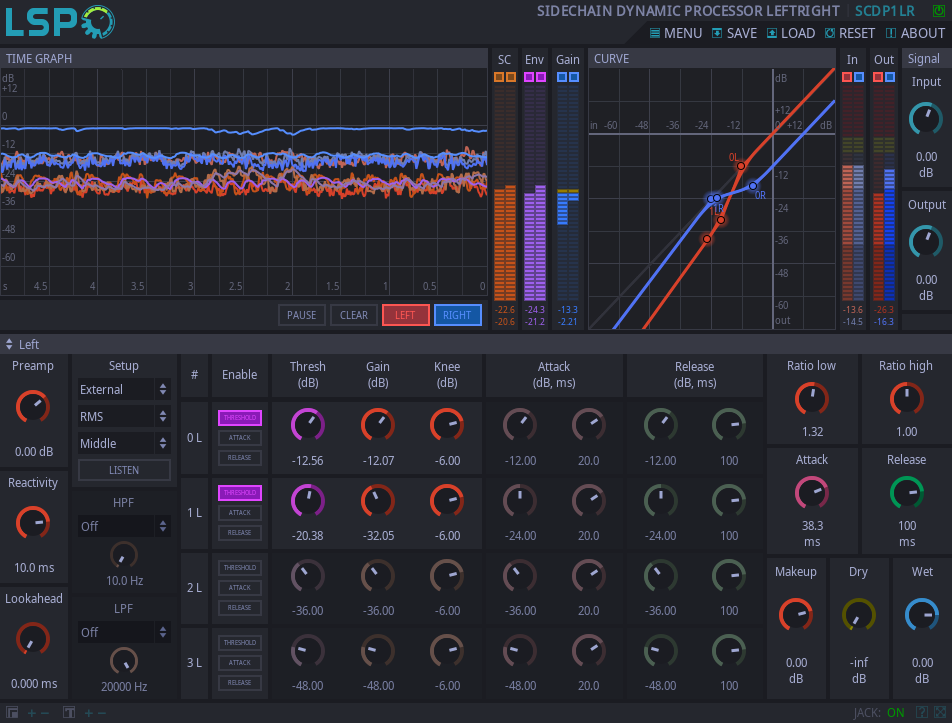 LSP
SIDECHAIN DYNAMIC PROCESSOR LEFTRIGHT SCDP1LR
MENU SAVE LOAD RESET ABOUT
TIME GRAPH
dB
+12
0
-12
-24
-36
-48
-60
s 4.5 4 3.5 3 2.5 2 1.5 1 0.5 0
PAUSE CLEAR LEFT RIGHT
SC Env Gain
-22.6 -24.3 -13.3
-20.6 -21.2 -2.21
CURVE
dB
+12
in -60 -48 -36 -24 -12 0 +12 dB
0L
-12
0R
1R
-24
-36
-48
-60
out
In Out
-13.6 -26.3
-14.5 -16.3
Signal
Input
0.00
dB
Output
0.00
dB
Left
Preamp
0.00 dB
Reactivity
10.0 ms
Lookahead
0.000 ms
Setup
External
RMS
Middle
LISTEN
HPF
Off
10.0 Hz
LPF
Off
20000 Hz
# Enable Thresh (dB) Gain (dB) Knee (dB) Attack (dB, ms) Release (dB, ms)
0 L
THRESHOLD
ATTACK
RELEASE
-12.56 -12.07 -6.00 -12.00 20.0 -12.00 100
1 L
THRESHOLD
ATTACK
RELEASE
-20.38 -32.05 -6.00 -24.00 20.0 -24.00 100
2 L
THRESHOLD
ATTACK
RELEASE
-36.00 -36.00 -6.00 -36.00 20.0 -36.00 100
3 L
THRESHOLD
ATTACK
RELEASE
-48.00 -48.00 -6.00 -48.00 20.0 -48.00 100
Ratio low
1.32
Ratio high
1.00
Attack
38.3
ms
Release
100
ms
Makeup
0.00
dB
Dry
-inf
dB
Wet
0.00
dB
JACK: ON